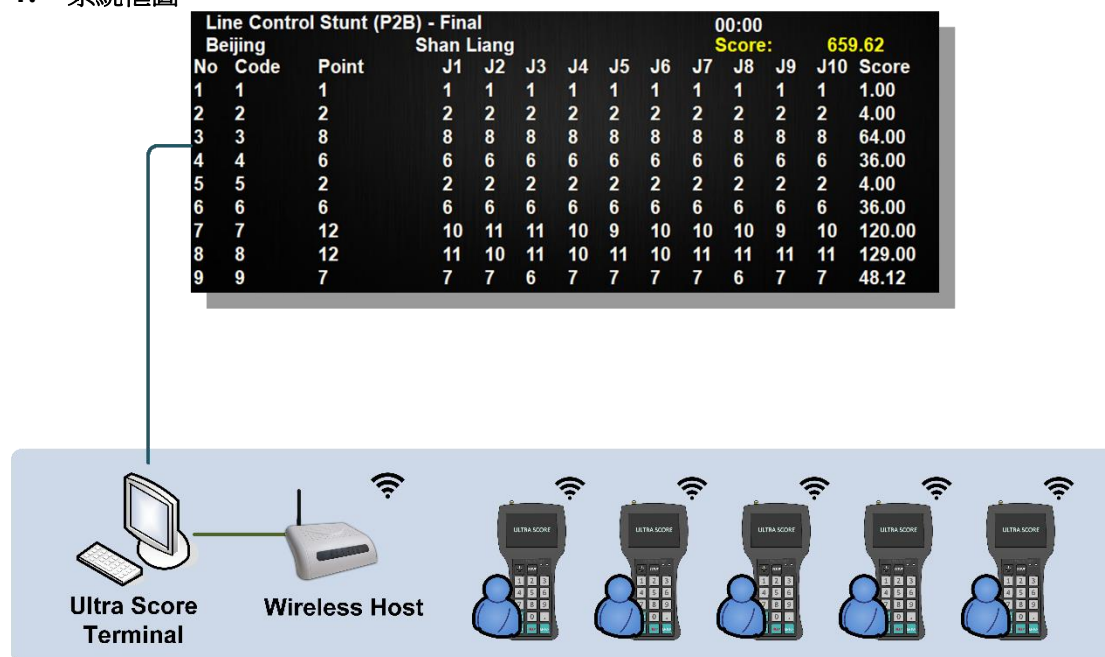 Line Control Stunt (P2B) - Final 00:00
Beijing Shan Liang Score: 659.62
No Code Point J1 J2 J3 J4 J5 J6 J7 J8 J9 J10 Score
1 1 1 1 1 1 1 1 1 1 1 1 1 1.00
2 2 2 2 2 2 2 2 2 2 2 2 2 4.00
3 3 8 8 8 8 8 8 8 8 8 8 8 64.00
4 4 6 6 6 6 6 6 6 6 6 6 6 36.00
5 5 2 2 2 2 2 2 2 2 2 2 2 4.00
6 6 6 6 6 6 6 6 6 6 6 6 6 36.00
7 7 12 10 11 11 10 9 10 10 10 9 10 120.00
8 8 12 11 10 11 10 11 10 11 11 11 11 129.00
9 9 7 7 7 6 7 7 7 7 6 7 7 48.12
ULTRA SCORE ULTRA SCORE ULTRA SCORE ULTRA SCORE ULTRA SCORE
Ultra Score
Terminal
Wireless Host